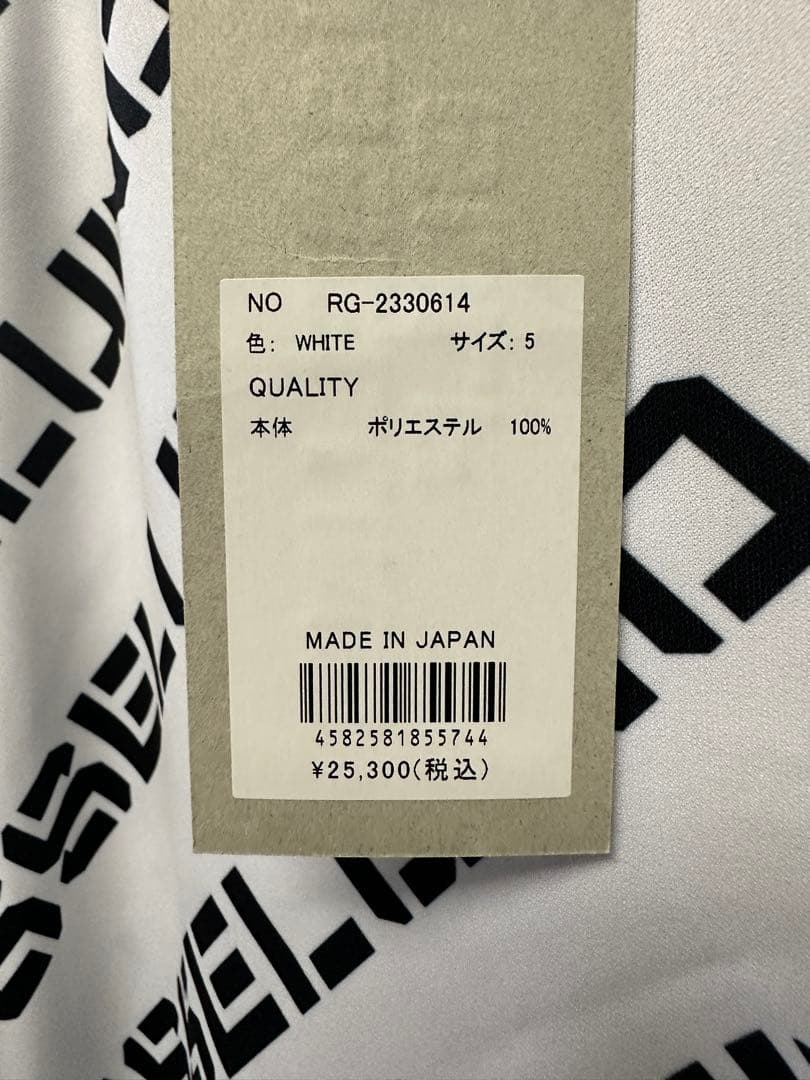 NO RG-2330614
色: WHITE サイズ: 5
QUALITY
本体 ポリエステル 100%
MADE IN JAPAN
4582581855744
¥25,300(税込)